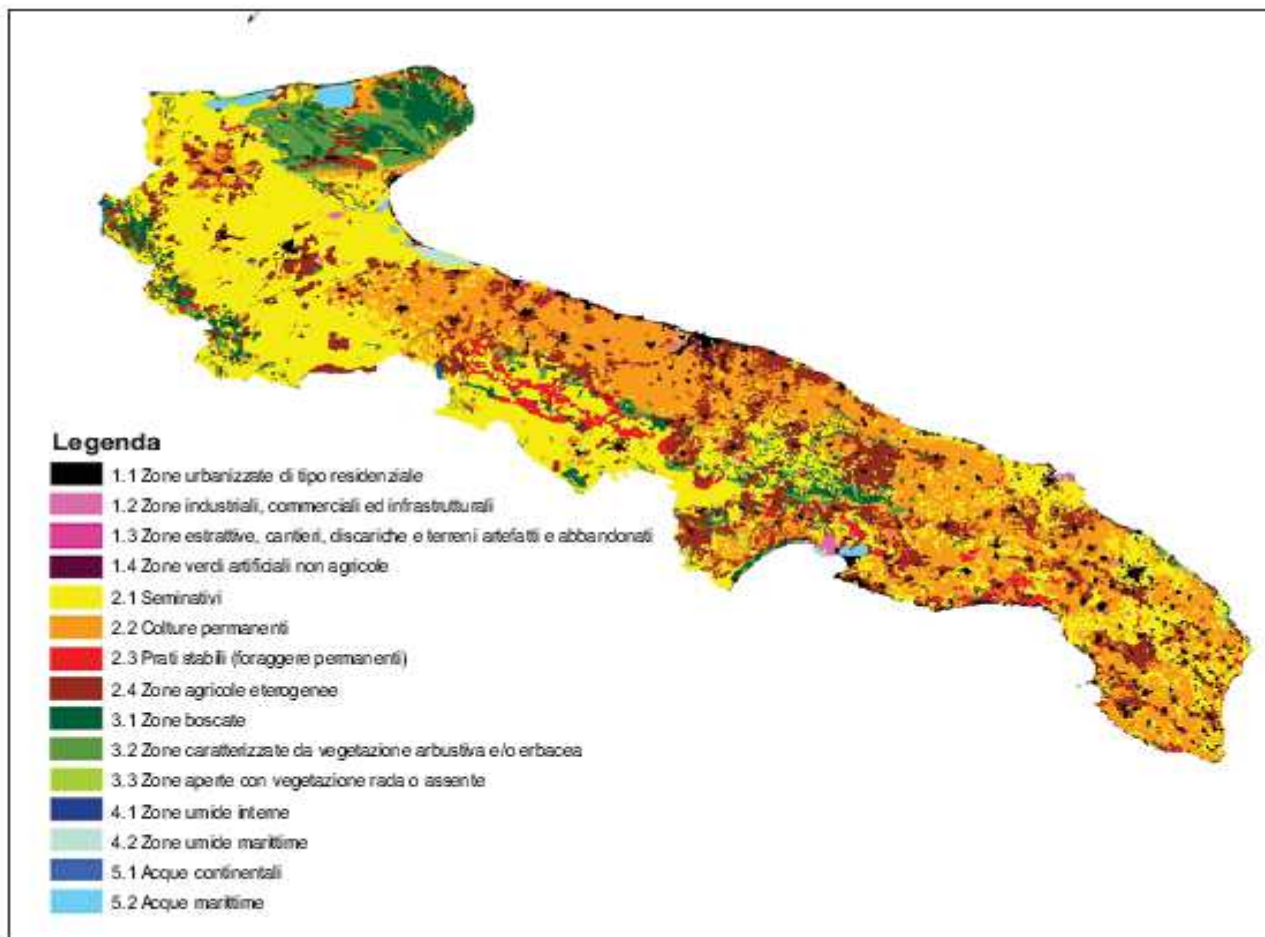 Legenda
1.1 Zone urbanizzate di tipo residenziale
1.2 Zone industriali, commerciali ed infrastrutturali
1.3 Zone estrattive, cantieri, discariche e terreni artefatti e abbandonati
1.4 Zone verdi artificiali non agricole
2.1 Seminativi
2.2 Colture permanenti
2.3 Prati stabili (foraggere permanenti)
2.4 Zone agricole eterogenee
3.1 Zone boscate
3.2 Zone caratterizzate da vegetazione arbustiva e/o erbacea
3.3 Zone aperte con vegetazione rada o assente
4.1 Zone umide interne
4.2 Zone umide marittime
5.1 Acque continentali
5.2 Acque marittime